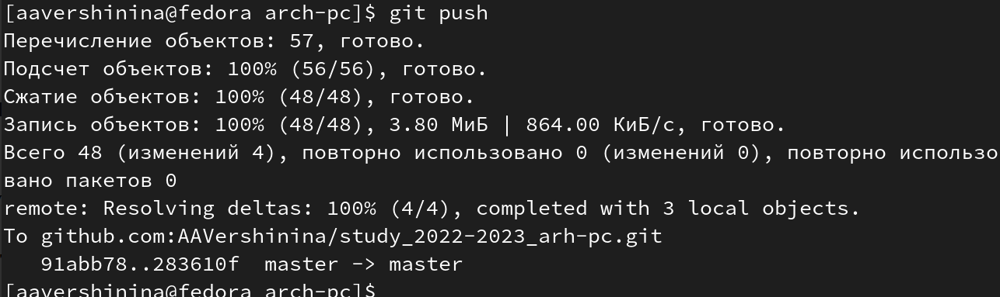 [aavershinina@fedora arch-pc]$ git push
Перечисление объектов: 57, готово.
Подсчет объектов: 100% (56/56), готово.
Сжатие объектов: 100% (48/48), готово.
Запись объектов: 100% (48/48), 3.80 МиБ | 864.00 КиБ/с, готово.
Всего 48 (изменений 4), повторно использовано 0 (изменений 0), повторно использо
вано пакетов 0
remote: Resolving deltas: 100% (4/4), completed with 3 local objects.
To github.com:AAVershinina/study_2022-2023_arh-pc.git
   91abb78..283610f  master -> master
[aavershinina@fedora arch-pc]$